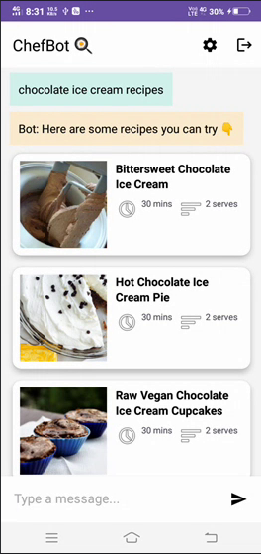 4G 8:31 10.5 K/S Vo) 4G LTE 30%
ChefBot
chocolate ice cream recipes
Bot: Here are some recipes you can try 👇
Bittersweet Chocolate
Ice Cream
30 mins 2 serves
Hot Chocolate Ice
Cream Pie
30 mins 2 serves
Raw Vegan Chocolate
Ice Cream Cupcakes
30 mins 2 serves
Type a message...